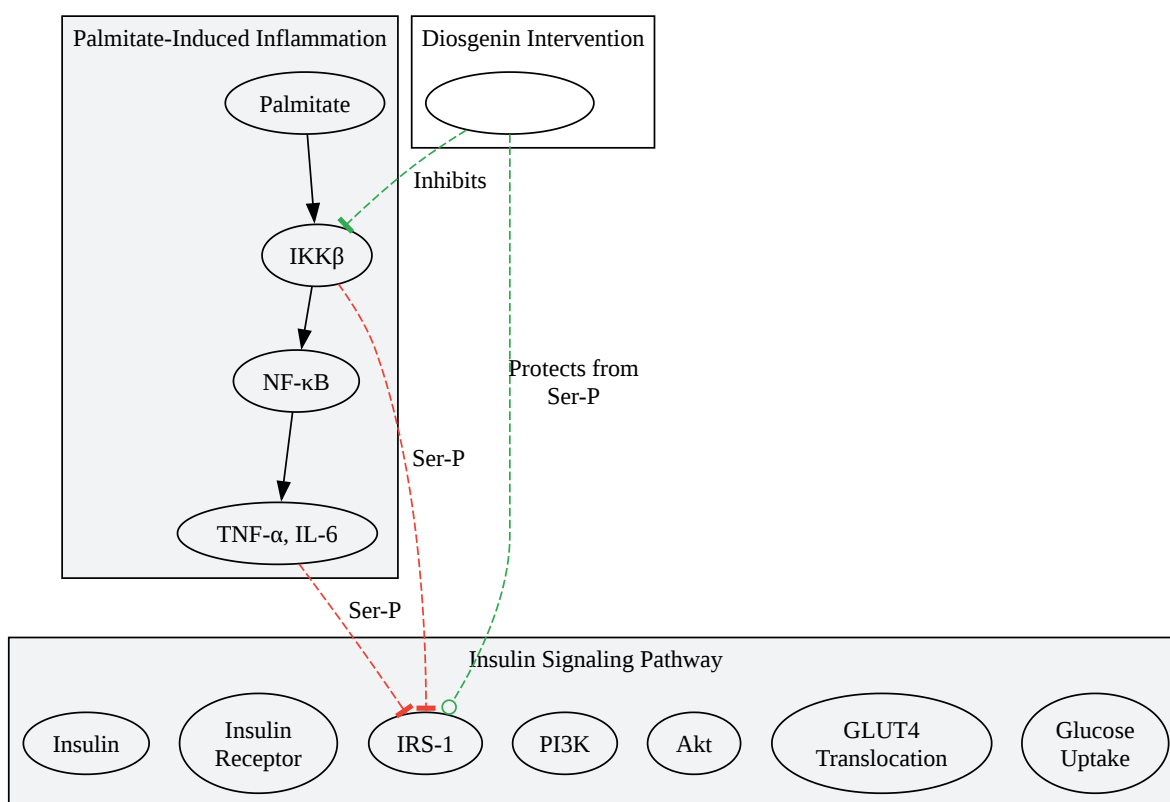 Palmitate-Induced Inflammation
Diosgenin Intervention
Palmitate
Inhibits
IKKβ
NF-κB
Protects from
Ser-P
Ser-P
TNF-α, IL-6
Ser-P
Insulin Signaling Pathway
Insulin
Insulin
Receptor
IRS-1
PI3K
Akt
GLUT4
Translocation
Glucose
Uptake